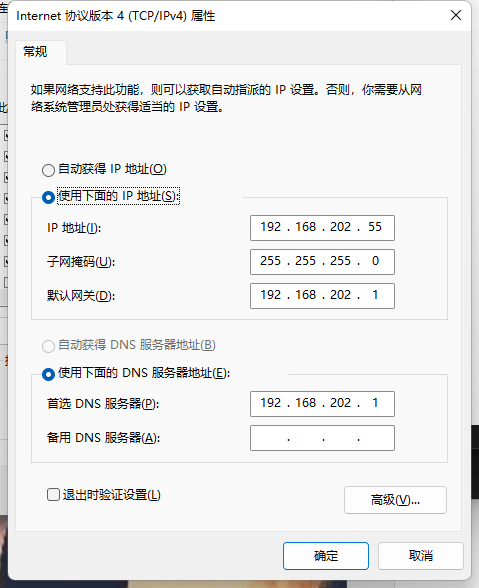 Internet 协议版本 4 (TCP/IPv4) 属性
常规
如果网络支持此功能，则可以获取自动指派的 IP 设置。否则，你需要从网
络系统管理员处获得适当的 IP 设置。
自动获得 IP 地址(O)
使用下面的 IP 地址(S):
IP 地址(I): 192 . 168 . 202 . 55
子网掩码(U): 255 . 255 . 255 . 0
默认网关(D): 192 . 168 . 202 . 1
自动获得 DNS 服务器地址(B)
使用下面的 DNS 服务器地址(E):
首选 DNS 服务器(P): 192 . 168 . 202 . 1
备用 DNS 服务器(A): . . .
退出时验证设置(L)
高级(V)...
确定 取消